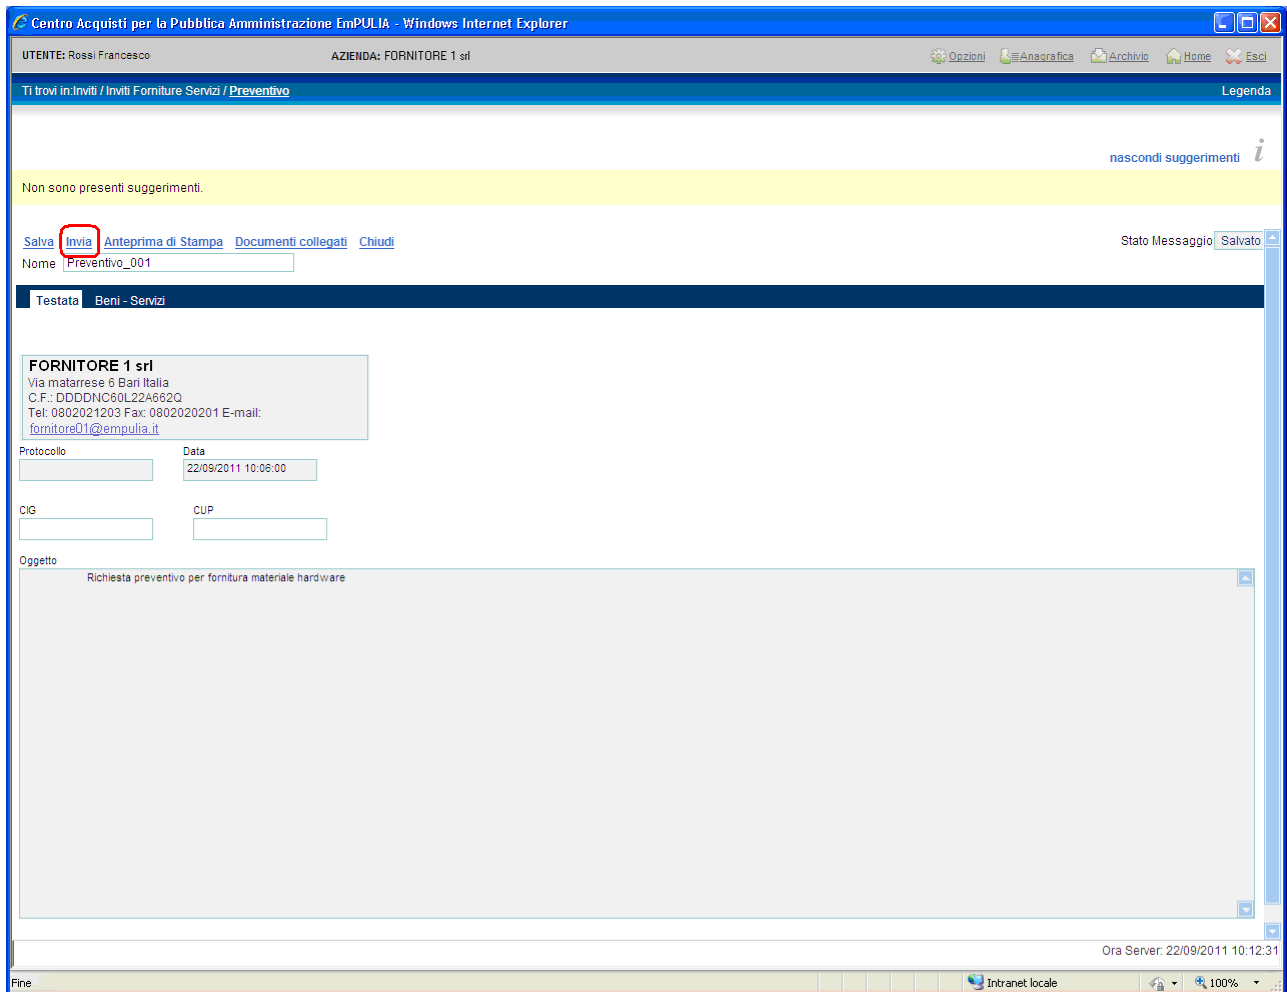 Centro Acquisti per la Pubblica Amministrazione EmPULIA - Windows Internet Explorer
UTENTE: Rossi Francesco AZIENDA: FORNITORE 1 srl Opzioni Anagrafica Archivio Home Esci
Ti trovi in:Inviti / Inviti Forniture Servizi / Preventivo Legenda
nascondi suggerimenti i
Non sono presenti suggerimenti.
Salva Invia Anteprima di Stampa Documenti collegati Chiudi Stato Messaggio Salvato
Nome Preventivo_001
Testata Beni - Servizi
FORNITORE 1 srl
Via matarrese 6 Bari Italia
C.F.: DDDDNC60L22A662Q
Tel: 0802021203 Fax: 0802020201 E-mail:
fornitore01@empulia.it
Protocollo Data
22/09/2011 10:06:00
CIG CUP
Oggetto
Richiesta preventivo per fornitura materiale hardware
Ora Server: 22/09/2011 10:12:31
Fine Intranet locale 100%